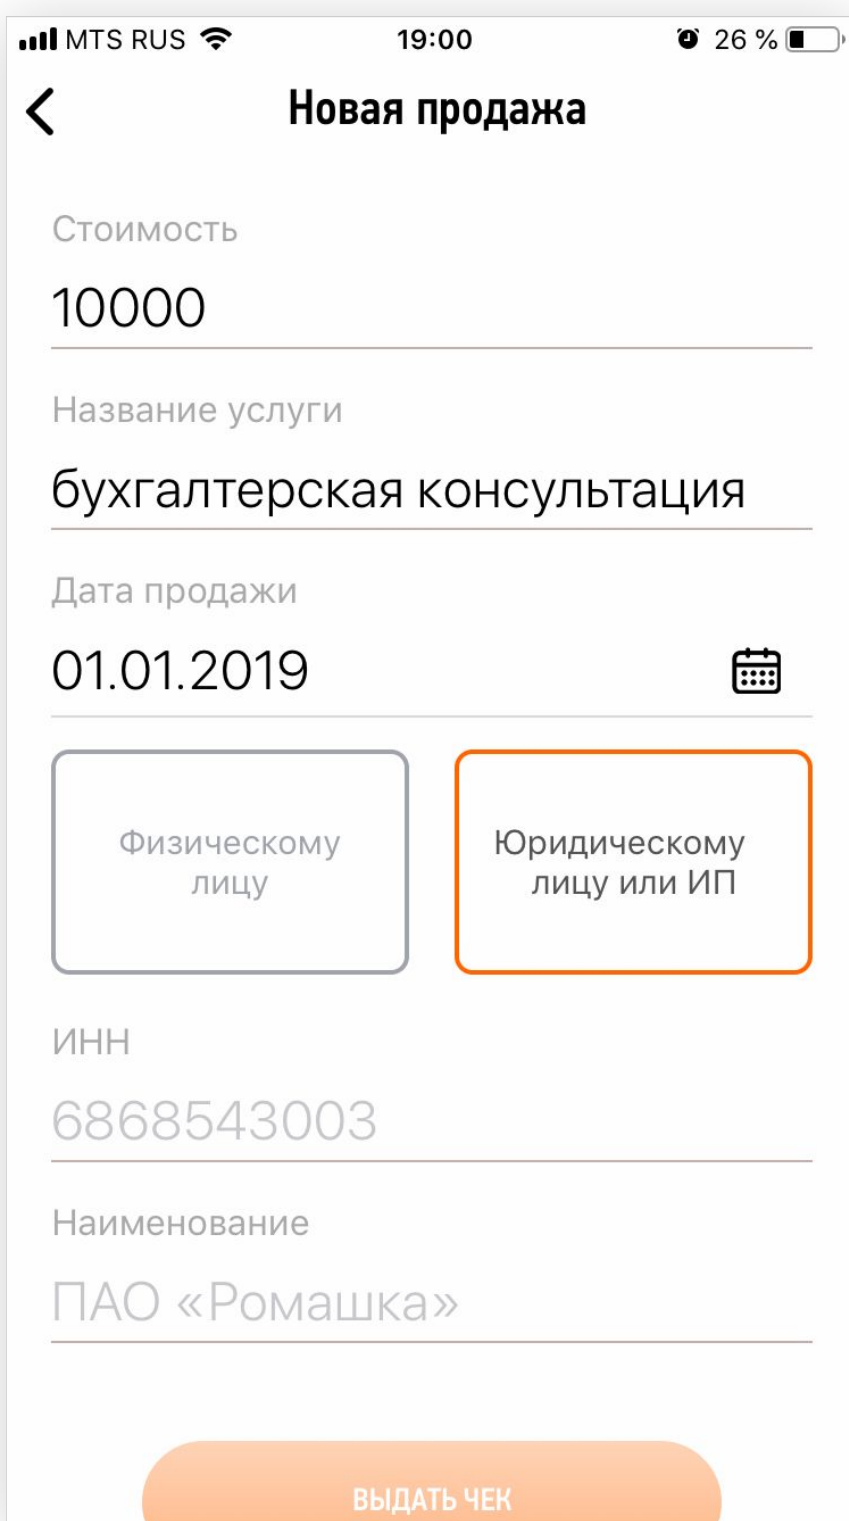 MTS RUS 19:00 26 %
Новая продажа
Стоимость
10000
Название услуги
бухгалтерская консультация
Дата продажи
01.01.2019
Физическому
лицу
Юридическому
лицу или ИП
ИНН
6868543003
Наименование
ПАО «Ромашка»
ВЫДАТЬ ЧЕК